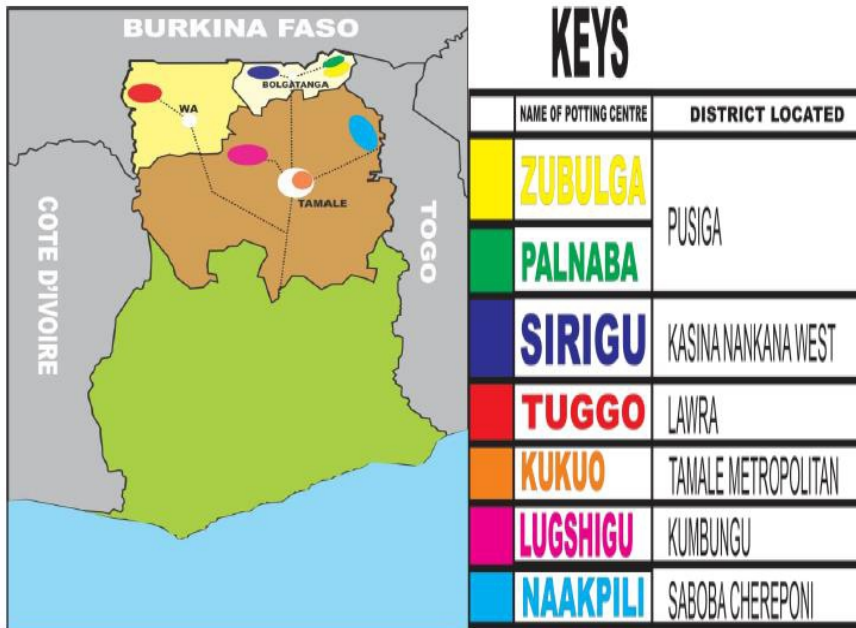 BURKINA FASO
BOLGATANGA
WA
TAMALE
COTE D'IVOIRE
TOGO
KEYS
NAME OF POTTING CENTRE DISTRICT LOCATED
ZUBULGA
PUSIGA
PALNABA
SIRIGU KASINA NANKANA WEST
TUGGO LAWRA
KUKUO TAMALE METROPOLITAN
LUGSHIGU KUMBUNGU
NAAKPILI SABOBA CHEREPONI